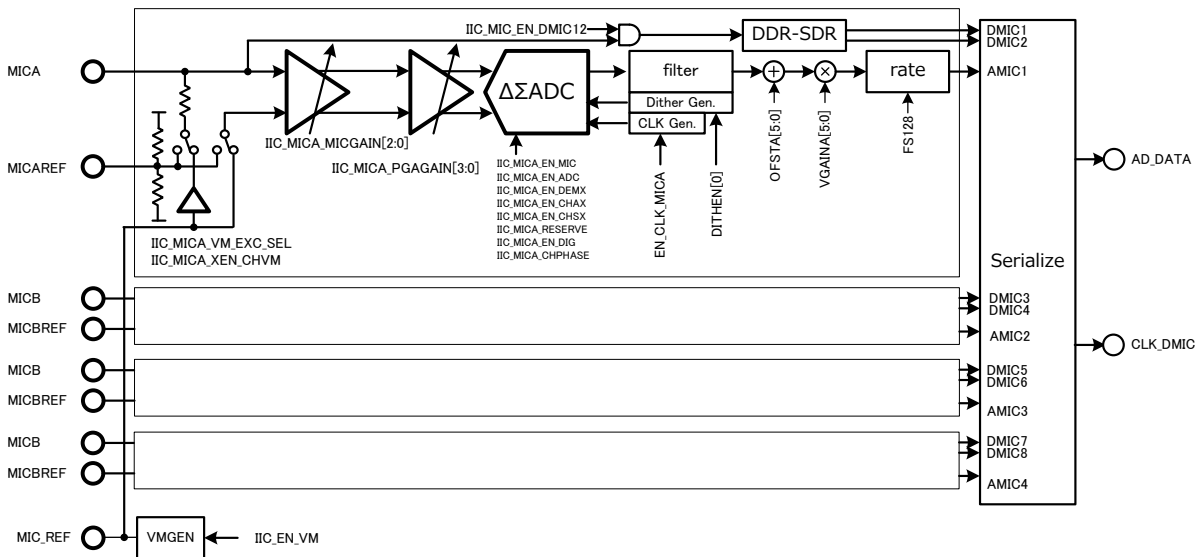 IIC_MIC_EN_DMIC12
DDR-SDR
DMIC1
DMIC2
MICA
ΔΣADC
filter
+
×
rate
AMIC1
Dither Gen.
CLK Gen.
IIC_MICA_MICGAIN[2:0]
IIC_MICA_PGAGAIN[3:0]
MICAREF
IIC_MICA_EN_MIC
IIC_MICA_EN_ADC
IIC_MICA_EN_DEMX
IIC_MICA_EN_CHAX
IIC_MICA_EN_CHSX
IIC_MICA_RESERVE
IIC_MICA_EN_DIG
IIC_MICA_CHPHASE
EN_CLK_MICA
DITHEN[0]
OFSTA[5:0]
VGAINA[5:0]
FS128
AD_DATA
IIC_MICA_VM_EXC_SEL
IIC_MICA_XEN_CHVM
Serialize
MICB
DMIC3
DMIC4
MICBREF
AMIC2
CLK_DMIC
MICB
DMIC5
DMIC6
MICBREF
AMIC3
MICB
DMIC7
DMIC8
MICBREF
AMIC4
MIC_REF
VMGEN
IIC_EN_VM